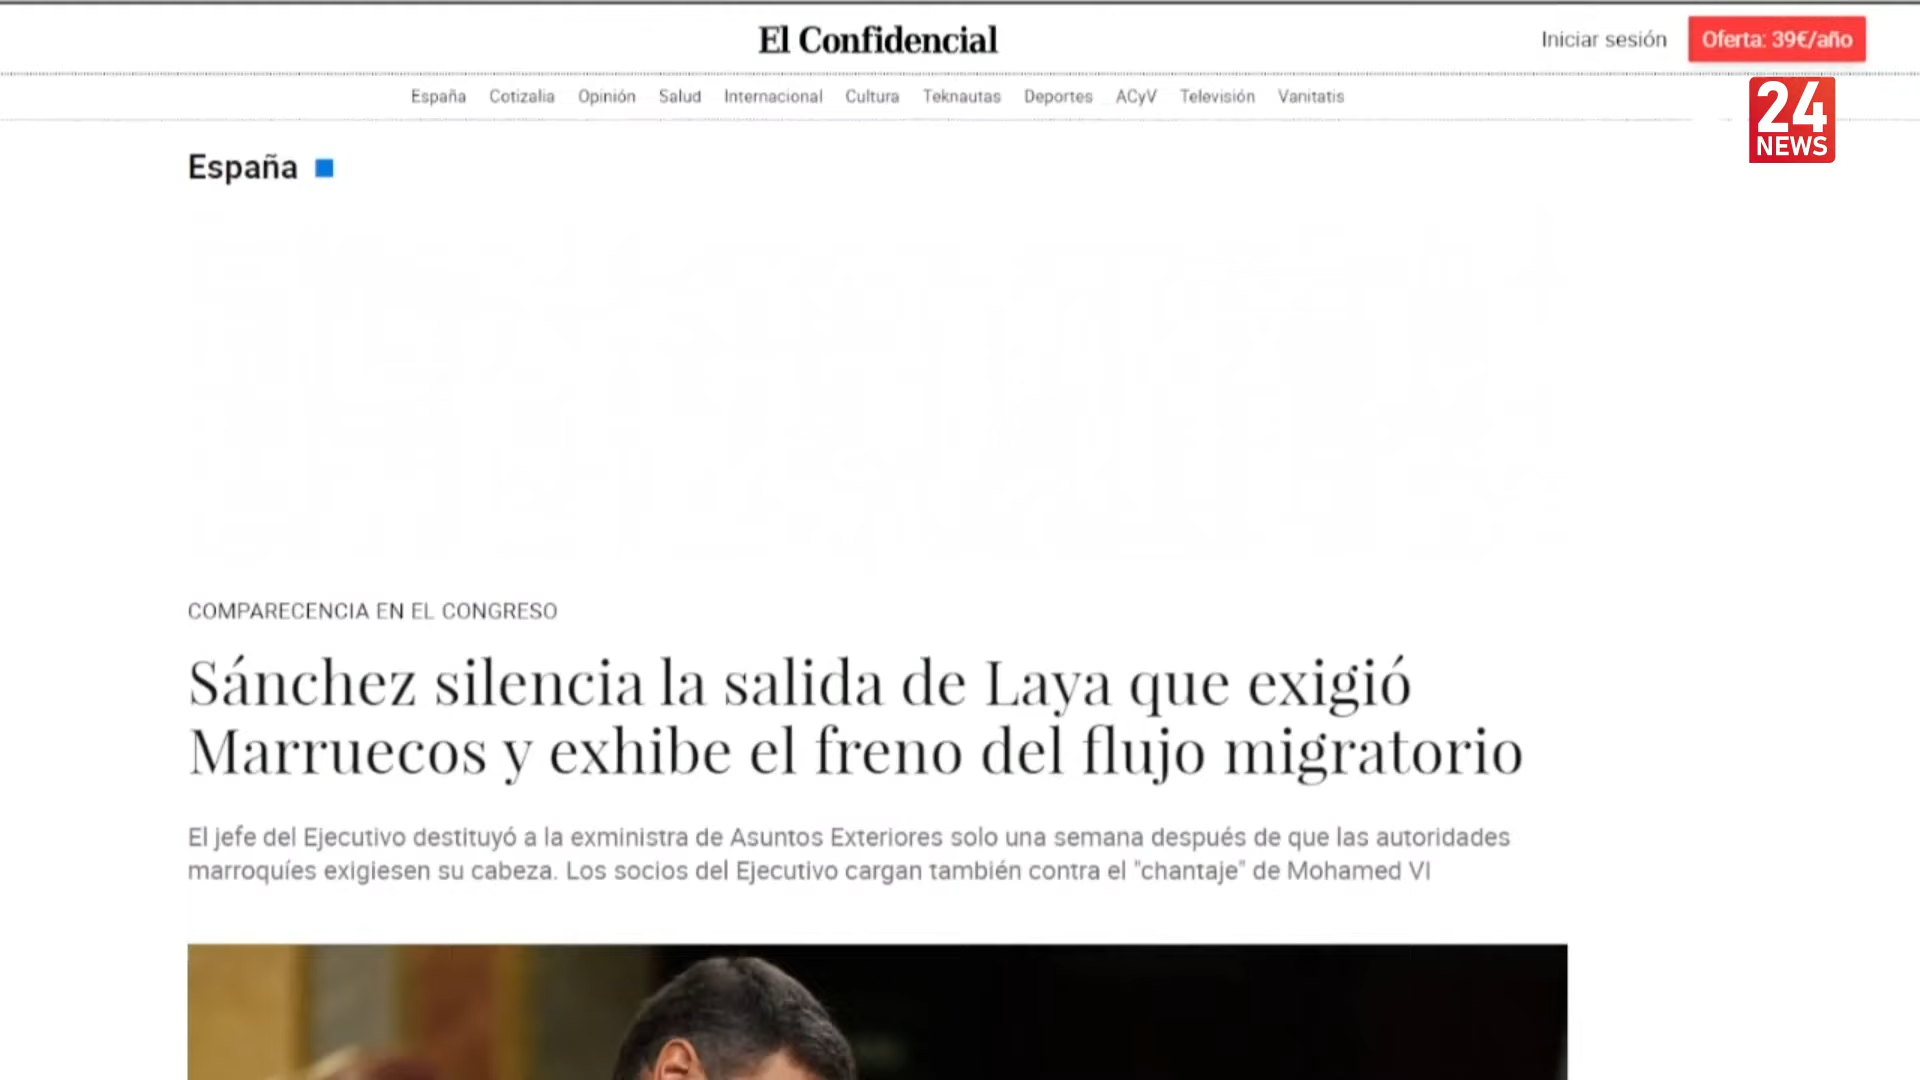 El Confidencial
Iniciar sesión
Oferta: 39€/año
España Cotizalia Opinión Salud Internacional Cultura Teknautas Deportes ACyV Televisión Vanitatis
24
NEWS
España
COMPARECENCIA EN EL CONGRESO
Sánchez silencia la salida de Laya que exigió
Marruecos y exhibe el freno del flujo migratorio
El jefe del Ejecutivo destituyó a la exministra de Asuntos Exteriores solo una semana después de que las autoridades
marroquíes exigiesen su cabeza. Los socios del Ejecutivo cargan también contra el "chantaje" de Mohamed VI